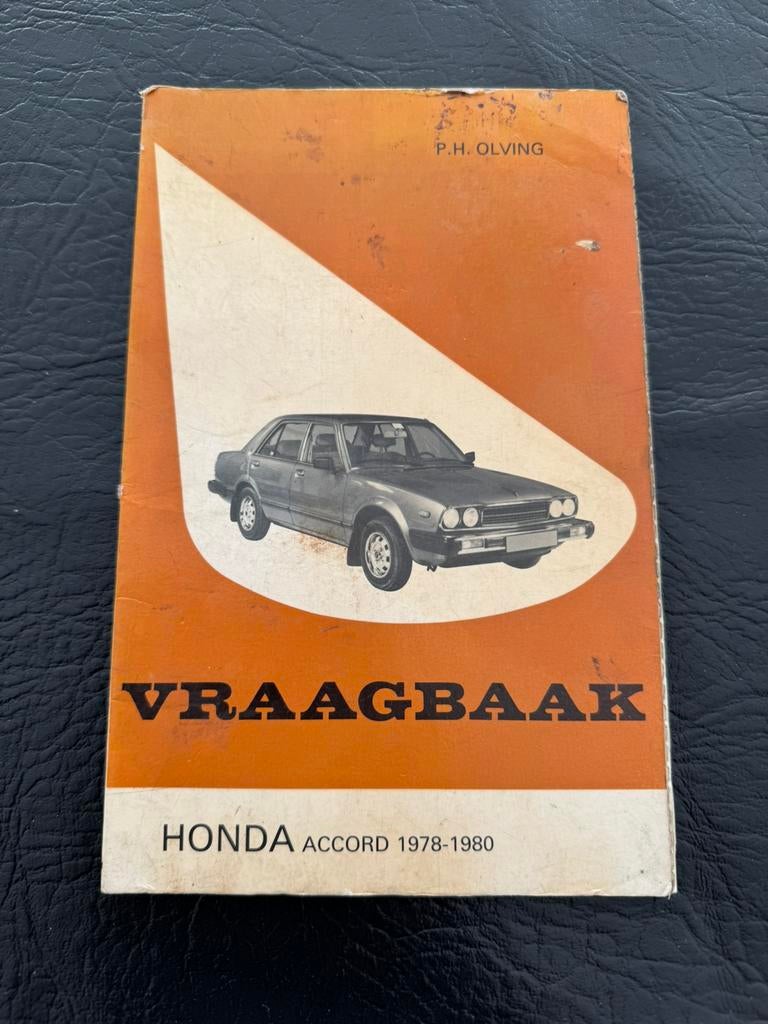 P.H. OLVING
VRAAGBAAK
HONDA ACCORD 1978-1980